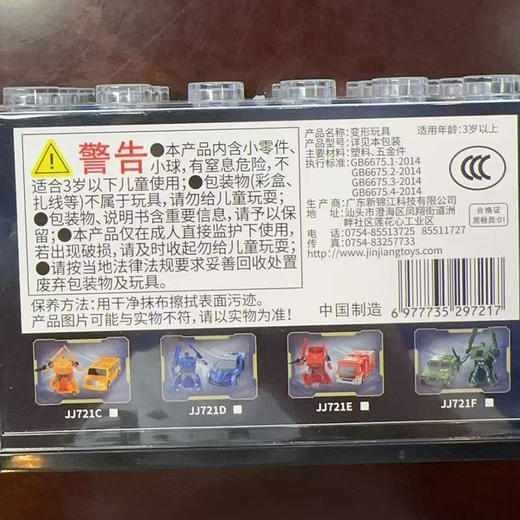 警告
●本产品内含小零件、
小球，有窒息危险，不
适合3岁以下儿童使用；●包装物(彩盒、
扎线等)不属于玩具，请勿给儿童玩耍；
●包装物、说明书含重要信息，请予以保
留；●本产品仅在成人直接监护下使用，
若出现破损，请及时收起勿给儿童玩耍；
●请按当地法律法规要求妥善回收处置
废弃包装物及玩具。
保养方法：用干净抹布擦拭表面污迹。
产品图片可能与实物不符，请以实物为准！
产品名称：变形玩具 适用年龄：3岁以上
产品型号：详见本包装
主要材料：塑料、五金件
执行标准：GB6675.1-2014
GB6675.2-2014
GB6675.3-2014
GB6675.4-2014
CCC
生产商：广东新锦江科技有限公司
地址：汕头市澄海区凤翔街道洲
畔社区莲花心工业区
电话：0754-85513725 85511727
传真：0754-83257733
http://www.jinjiangtoys.com
合格证
质检员:01
中国制造
6 977735 297217
JJ721C
JJ721D
JJ721E
JJ721F